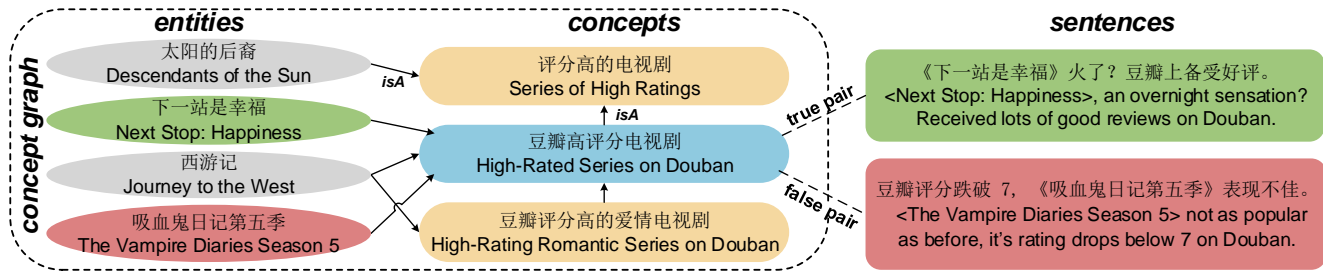 entities
concepts
sentences
concept graph
太阳的后裔
Descendants of the Sun
下一站是幸福
Next Stop: Happiness
西游记
Journey to the West
吸血鬼日记第五季
The Vampire Diaries Season 5
isA
评分高的电视剧
Series of High Ratings
isA
豆瓣高评分电视剧
High-Rated Series on Douban
豆瓣评分高的爱情电视剧
High-Rating Romantic Series on Douban
true pair
false pair
《下一站是幸福》火了?豆瓣上备受好评。
<Next Stop: Happiness>, an overnight sensation?
Received lots of good reviews on Douban.
豆瓣评分跌破 7, 《吸血鬼日记第五季》表现不佳。
<The Vampire Diaries Season 5> not as popular
as before, it's rating drops below 7 on Douban.